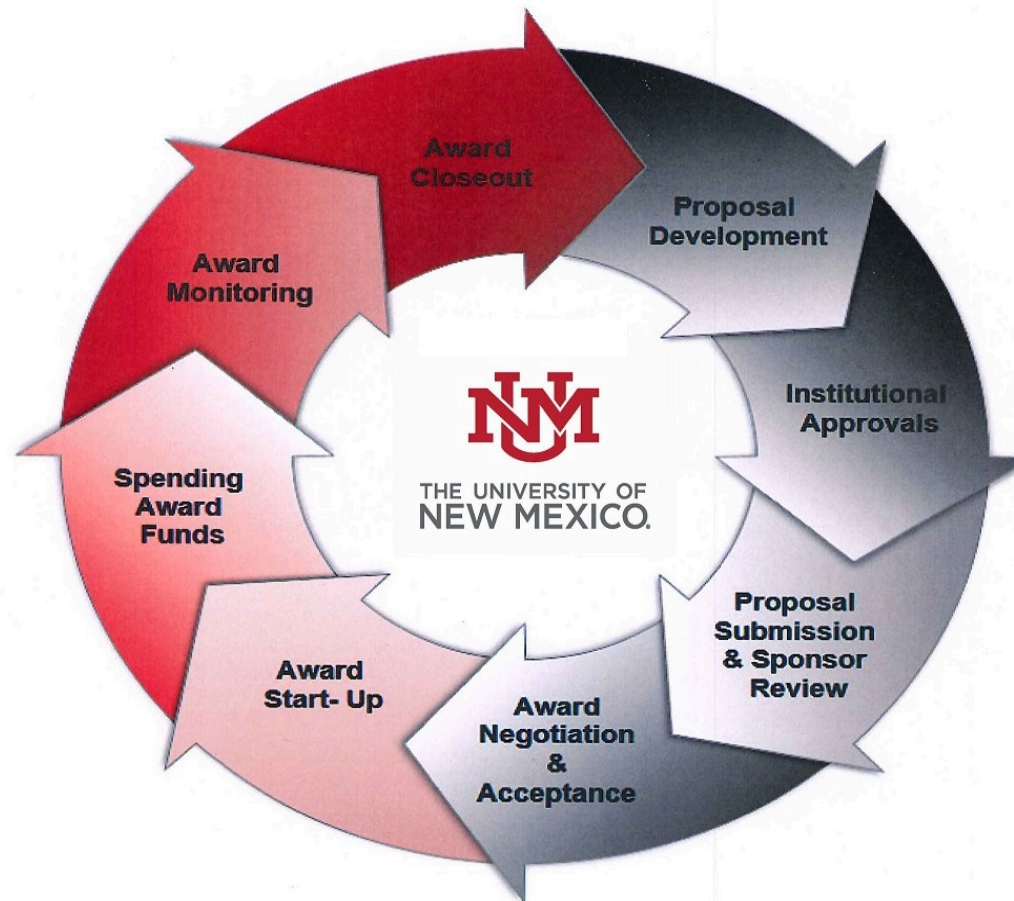 Award
Closeout
Proposal
Development
Institutional
Approvals
Proposal
Submission
& Sponsor
Review
Award
Negotiation
&
Acceptance
Award
Start- Up
Spending
Award
Funds
Award
Monitoring
UNM
THE UNIVERSITY OF
NEW MEXICO.